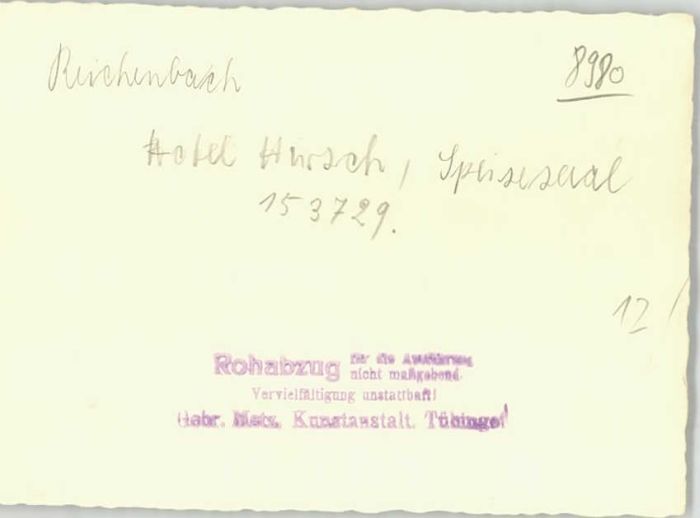 Reichenbach
8980
Hotel Hirsch, Speisesaal
153729.
12/
Rohabzug für die Ausführung
nicht maßgebend.
Vervielfältigung unstatthaft!
Gebr. Metz, Kunstanstalt. Tübingen